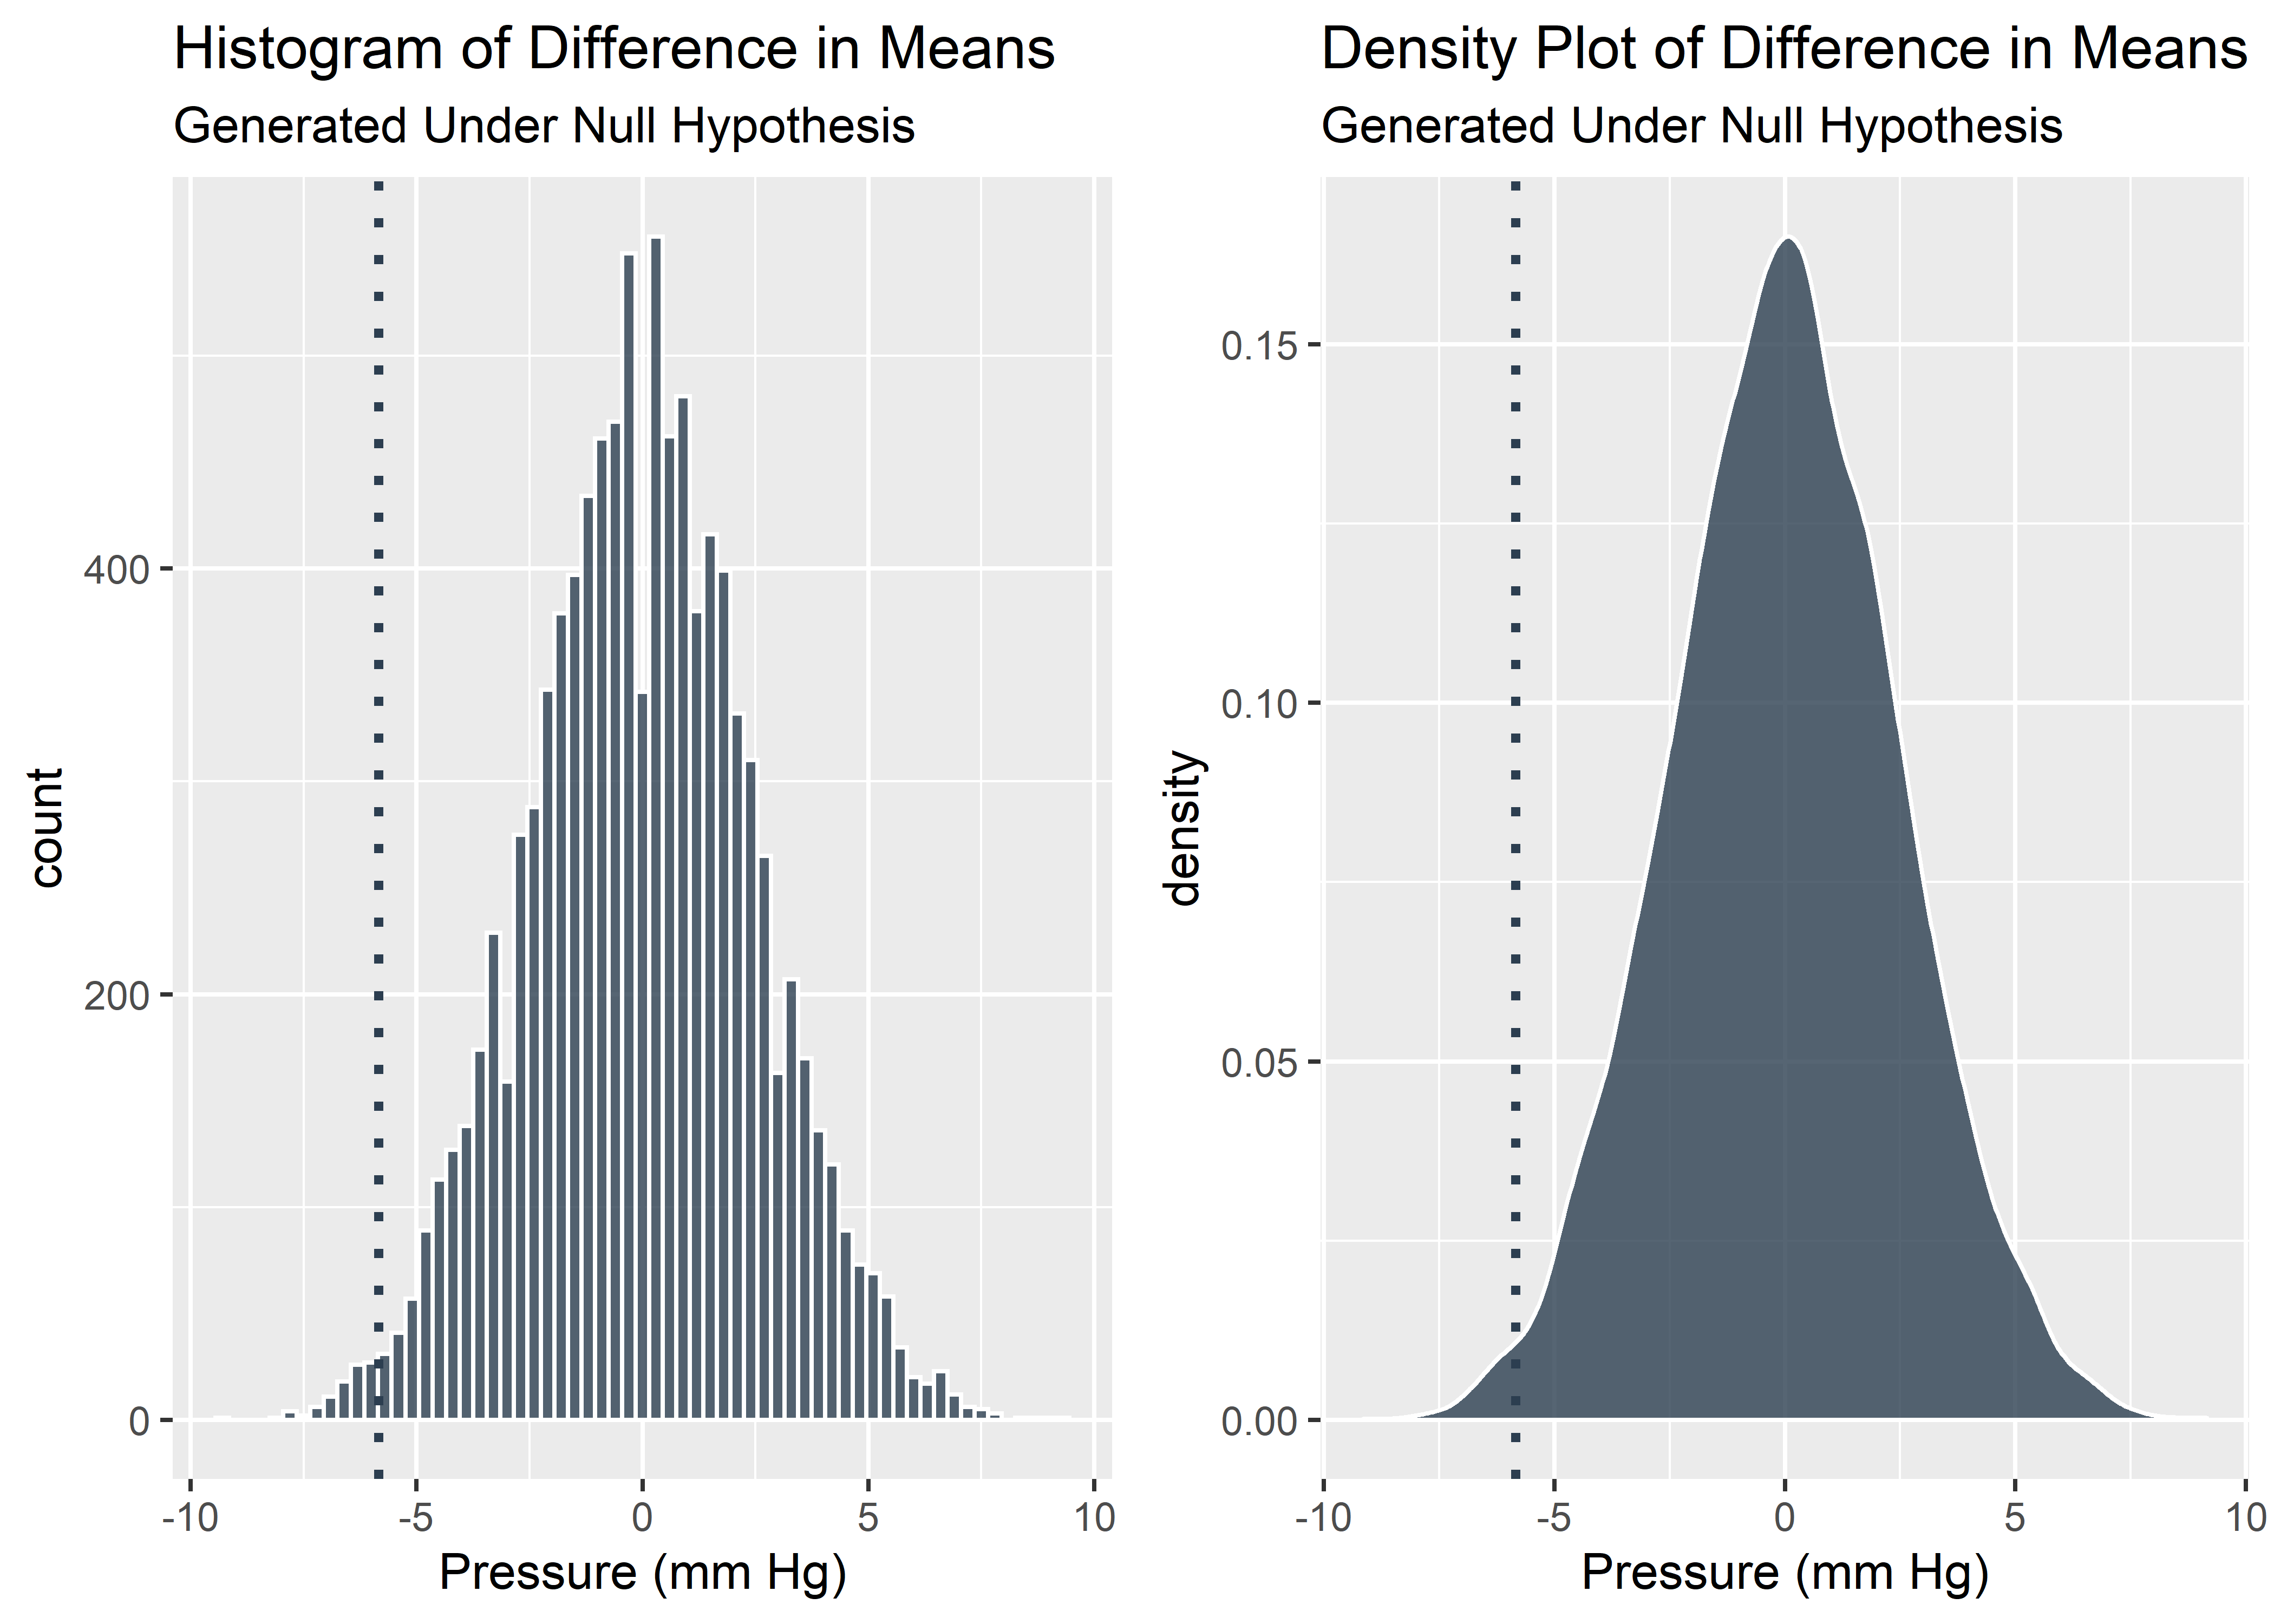 Histogram of Difference in Means
Generated Under Null Hypothesis
count
400
200
0
-10 -5 0 5 10
Pressure (mm Hg)
Density Plot of Difference in Means
Generated Under Null Hypothesis
density
0.15
0.10
0.05
0.00
-10 -5 0 5 10
Pressure (mm Hg)